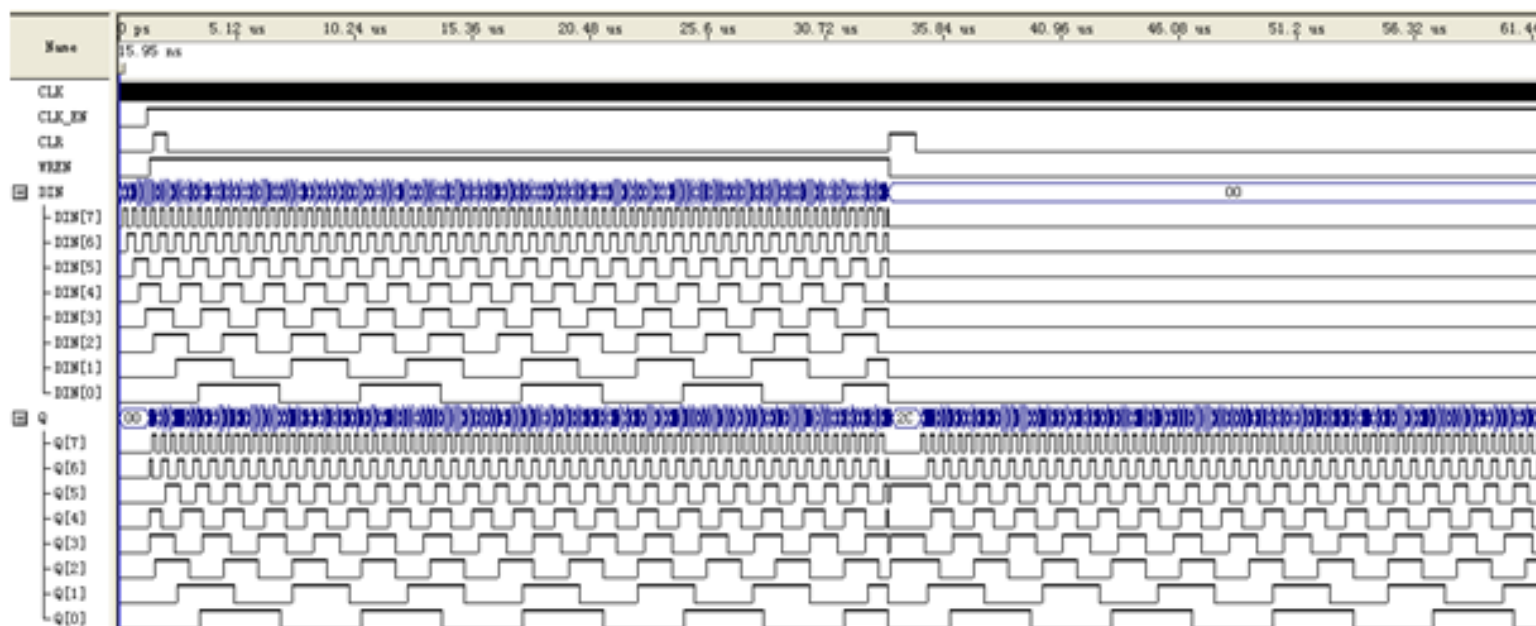 Name
0 ps 5.12 us 10.24 us 15.36 us 20.48 us 25.6 us 30.72 us 35.84 us 40.96 us 46.08 us 51.2 us 56.32 us 61.44
15.95 ns
CLK
CLK_EN
CLR
WREN
DIN 00
DIN[7]
DIN[6]
DIN[5]
DIN[4]
DIN[3]
DIN[2]
DIN[1]
DIN[0]
Q 00 2C
Q[7]
Q[6]
Q[5]
Q[4]
Q[3]
Q[2]
Q[1]
Q[0]